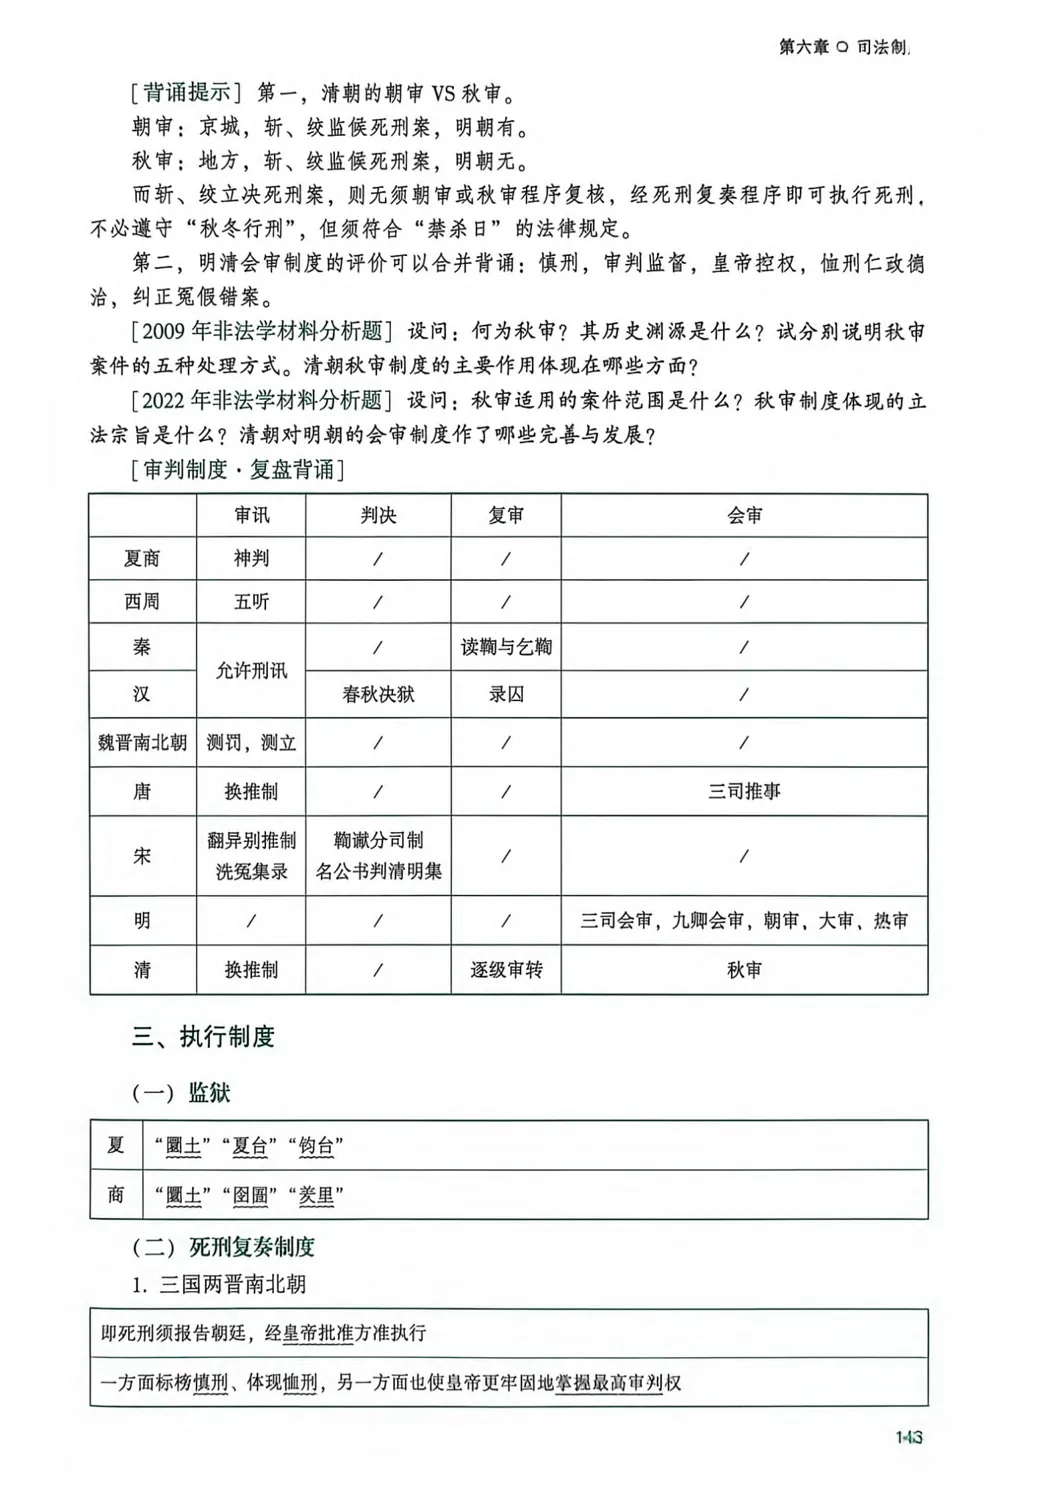 第六章 〇 司法制
[背诵提示] 第一，清朝的朝审 VS 秋审。
朝审：京城，斩、绞监候死刑案，明朝有。
秋审：地方，斩、绞监候死刑案，明朝无。
而斩、绞立决死刑案，则无须朝审或秋审程序复核，经死刑复奏程序即可执行死刑，
不必遵守“秋冬行刑”，但须符合“禁杀日”的法律规定。
第二，明清会审制度的评价可以合并背诵：慎刑，审判监督，皇帝控权，恤刑仁政德
治，纠正冤假错案。
[2009 年非法学材料分析题] 设问：何为秋审？其历史渊源是什么？试分别说明秋审
案件的五种处理方式。清朝秋审制度的主要作用体现在哪些方面？
[2022 年非法学材料分析题] 设问：秋审适用的案件范围是什么？秋审制度体现的立
法宗旨是什么？清朝对明朝的会审制度作了哪些完善与发展？
[审判制度·复盘背诵]
审讯 判决 复审 会审
夏商 神判 / / /
西周 五听 / / /
秦 允许刑讯 / 读鞫与乞鞫 /
汉 春秋决狱 录囚 /
魏晋南北朝 测罚，测立 / / /
唐 换推制 / / 三司推事
宋 翻异别推制 洗冤集录 鞫谳分司制 名公书判清明集 / /
明 / / / 三司会审，九卿会审，朝审，大审，热审
清 换推制 / 逐级审转 秋审
三、执行制度
（一）监狱
夏 “圜土”“夏台”“钧台”
商 “圜土”“囹圄”“羑里”
（二）死刑复奏制度
1. 三国两晋南北朝
即死刑须报告朝廷，经皇帝批准方准执行
一方面标榜慎刑、体现恤刑，另一方面也使皇帝更牢固地掌握最高审判权
143